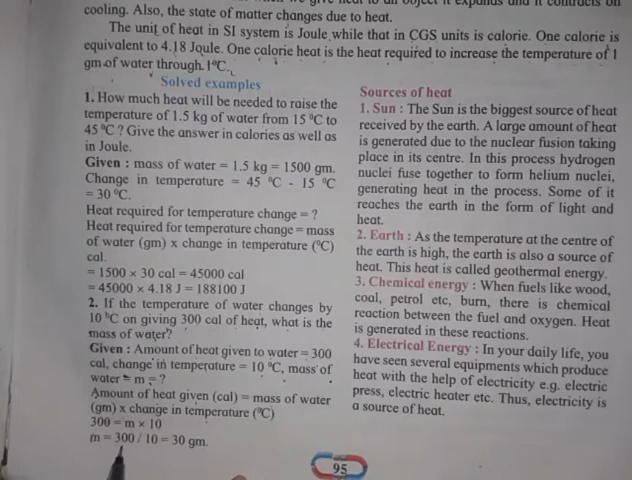 cooling. Also, the state of matter changes due to heat.
The unit of heat in SI system is Joule while that in CGS units is calorie. One calorie is
equivalent to 4.18 Joule. One calorie heat is the heat required to increase the temperature of 1
gm of water through 1°C.
Solved examples
1. How much heat will be needed to raise the
temperature of 1.5 kg of water from 15 °C to
45 °C ? Give the answer in calories as well as
in Joule.
Given : mass of water = 1.5 kg = 1500 gm.
Change in temperature = 45 °C - 15 °C
= 30 °C.
Heat required for temperature change = ?
Heat required for temperature change = mass
of water (gm) x change in temperature (°C)
cal.
= 1500 × 30 cal = 45000 cal
= 45000 × 4.18 J = 188100 J
2. If the temperature of water changes by
10 °C on giving 300 cal of heat, what is the
mass of water?
Given : Amount of heat given to water = 300
cal, change in temperature = 10 °C, mass of
water = m = ?
Amount of heat given (cal) = mass of water
(gm) x change in temperature (°C)
300 = m × 10
m = 300 / 10 = 30 gm.
Sources of heat
1. Sun : The Sun is the biggest source of heat
received by the earth. A large amount of heat
is generated due to the nuclear fusion taking
place in its centre. In this process hydrogen
nuclei fuse together to form helium nuclei,
generating heat in the process. Some of it
reaches the earth in the form of light and
heat.
2. Earth : As the temperature at the centre of
the earth is high, the earth is also a source of
heat. This heat is called geothermal energy.
3. Chemical energy : When fuels like wood,
coal, petrol etc, burn, there is chemical
reaction between the fuel and oxygen. Heat
is generated in these reactions.
4. Electrical Energy : In your daily life, you
have seen several equipments which produce
heat with the help of electricity e.g. electric
press, electric heater etc. Thus, electricity is
a source of heat.
95